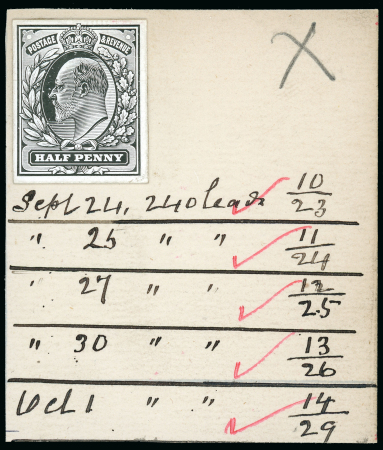 POSTAGE & REVENUE
HALF PENNY
X
Sept 24, 240 leads 10/23
" 25 " " 11/24
" 27 " " 12/25
" 30 " " 13/26
Oct 1 " " 14/29